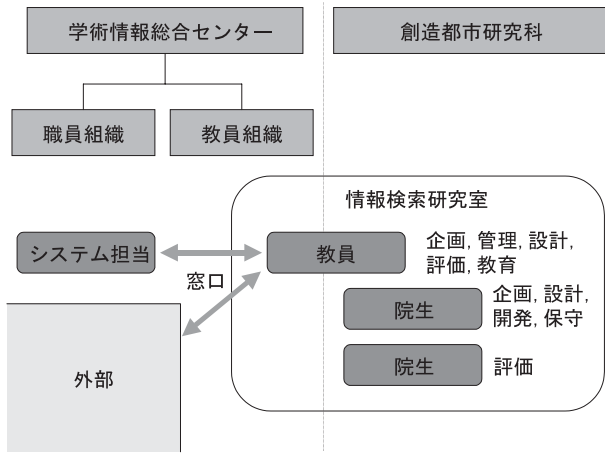 学術情報総合センター
創造都市研究科
職員組織
教員組織
情報検索研究室
システム担当
教員
企画, 管理, 設計,
評価, 教育
窓口
院生
企画, 設計,
開発, 保守
外部
院生
評価